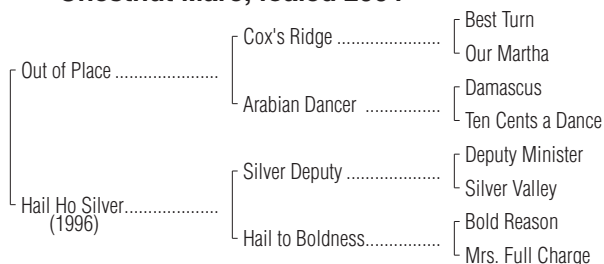 Chestnut Mare; foaled
Best Turn
Cox's Ridge ........................
Our Martha
Out of Place ........................
Damascus
Arabian Dancer .................
Ten Cents a Dance
Deputy Minister
Silver Deputy .....................
Silver Valley
Hail Ho Silver.....................
(1996)
Bold Reason
Hail to Boldness.................
Mrs. Full Charge